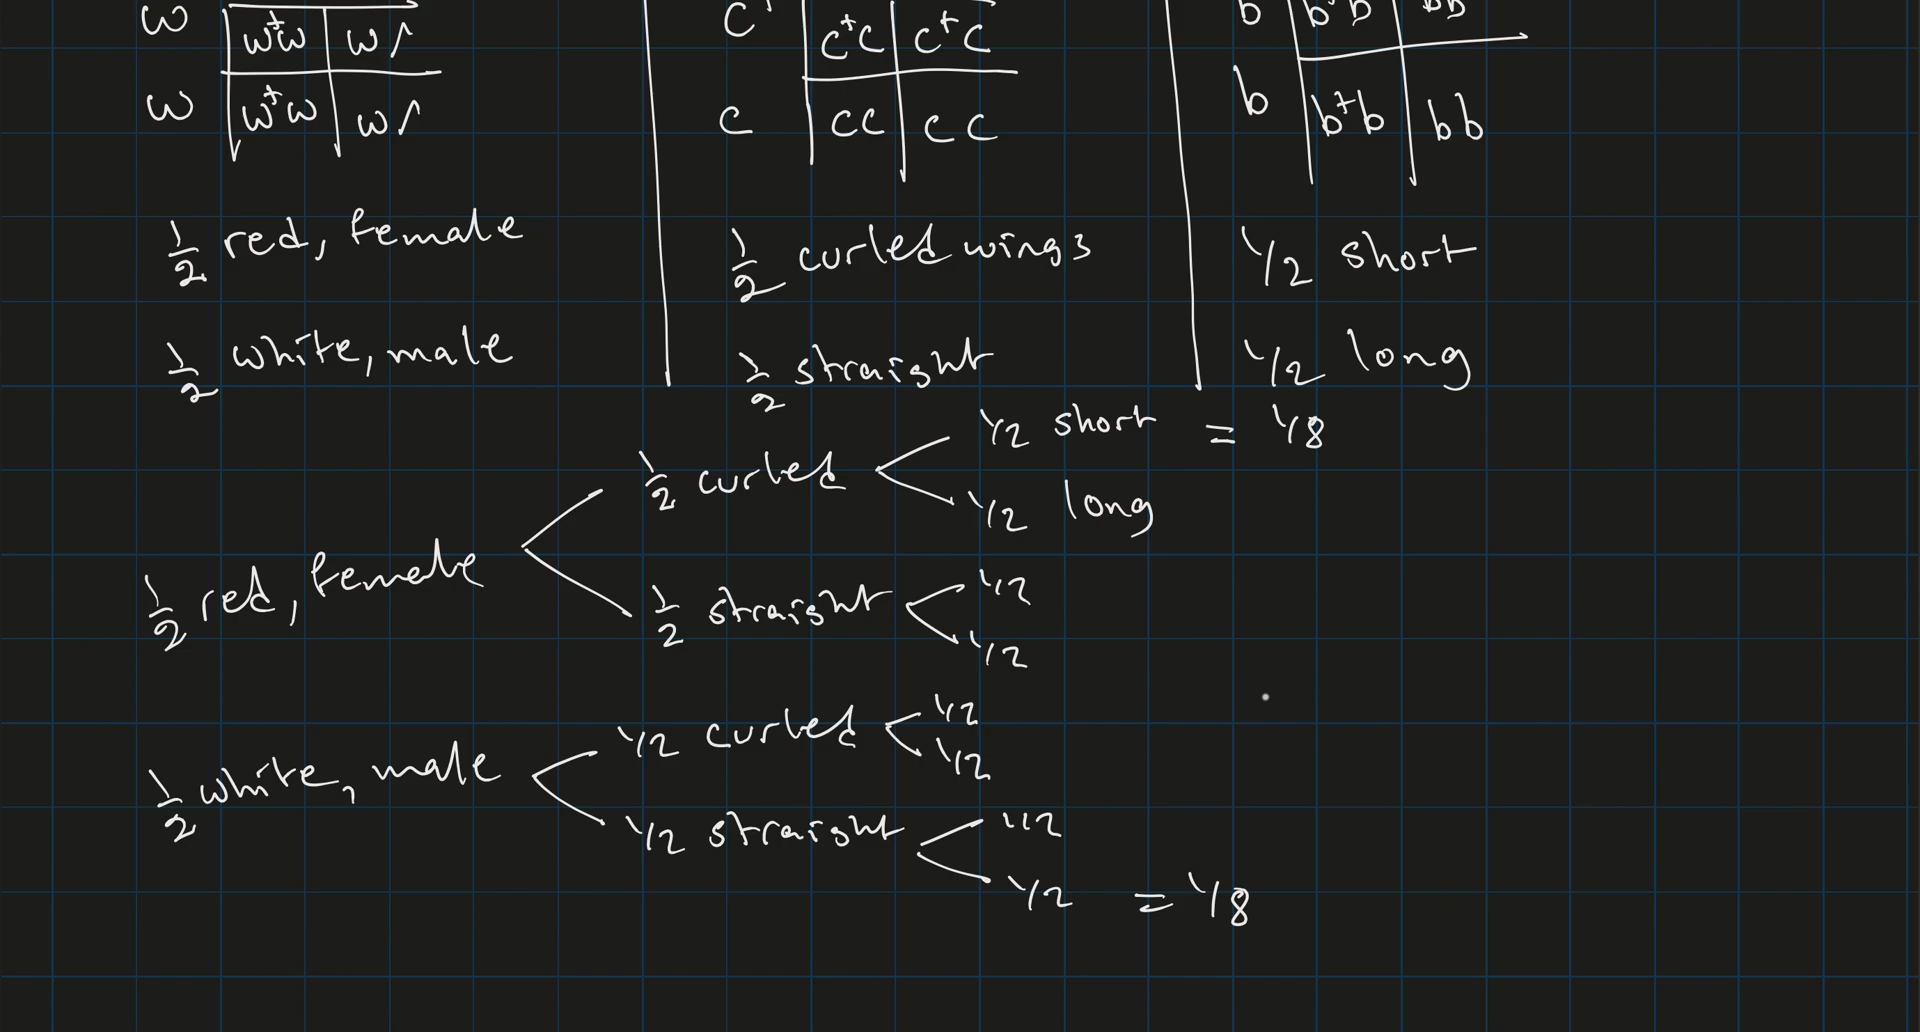 w w⁺w w↾ C⁺ C⁺C C⁺C b b⁺b bb
w w⁺w w↾ C CC CC b b⁺b bb
1/2 red, female 1/2 curled wings 1/2 short
1/2 white, male 1/2 straight 1/2 long
1/2 red, female
1/2 curled
1/2 short = 1/8
1/2 long
1/2 straight
1/2
1/2
1/2 white, male
1/2 curled
1/2
1/2
1/2 straight
1/2
1/2 = 1/8